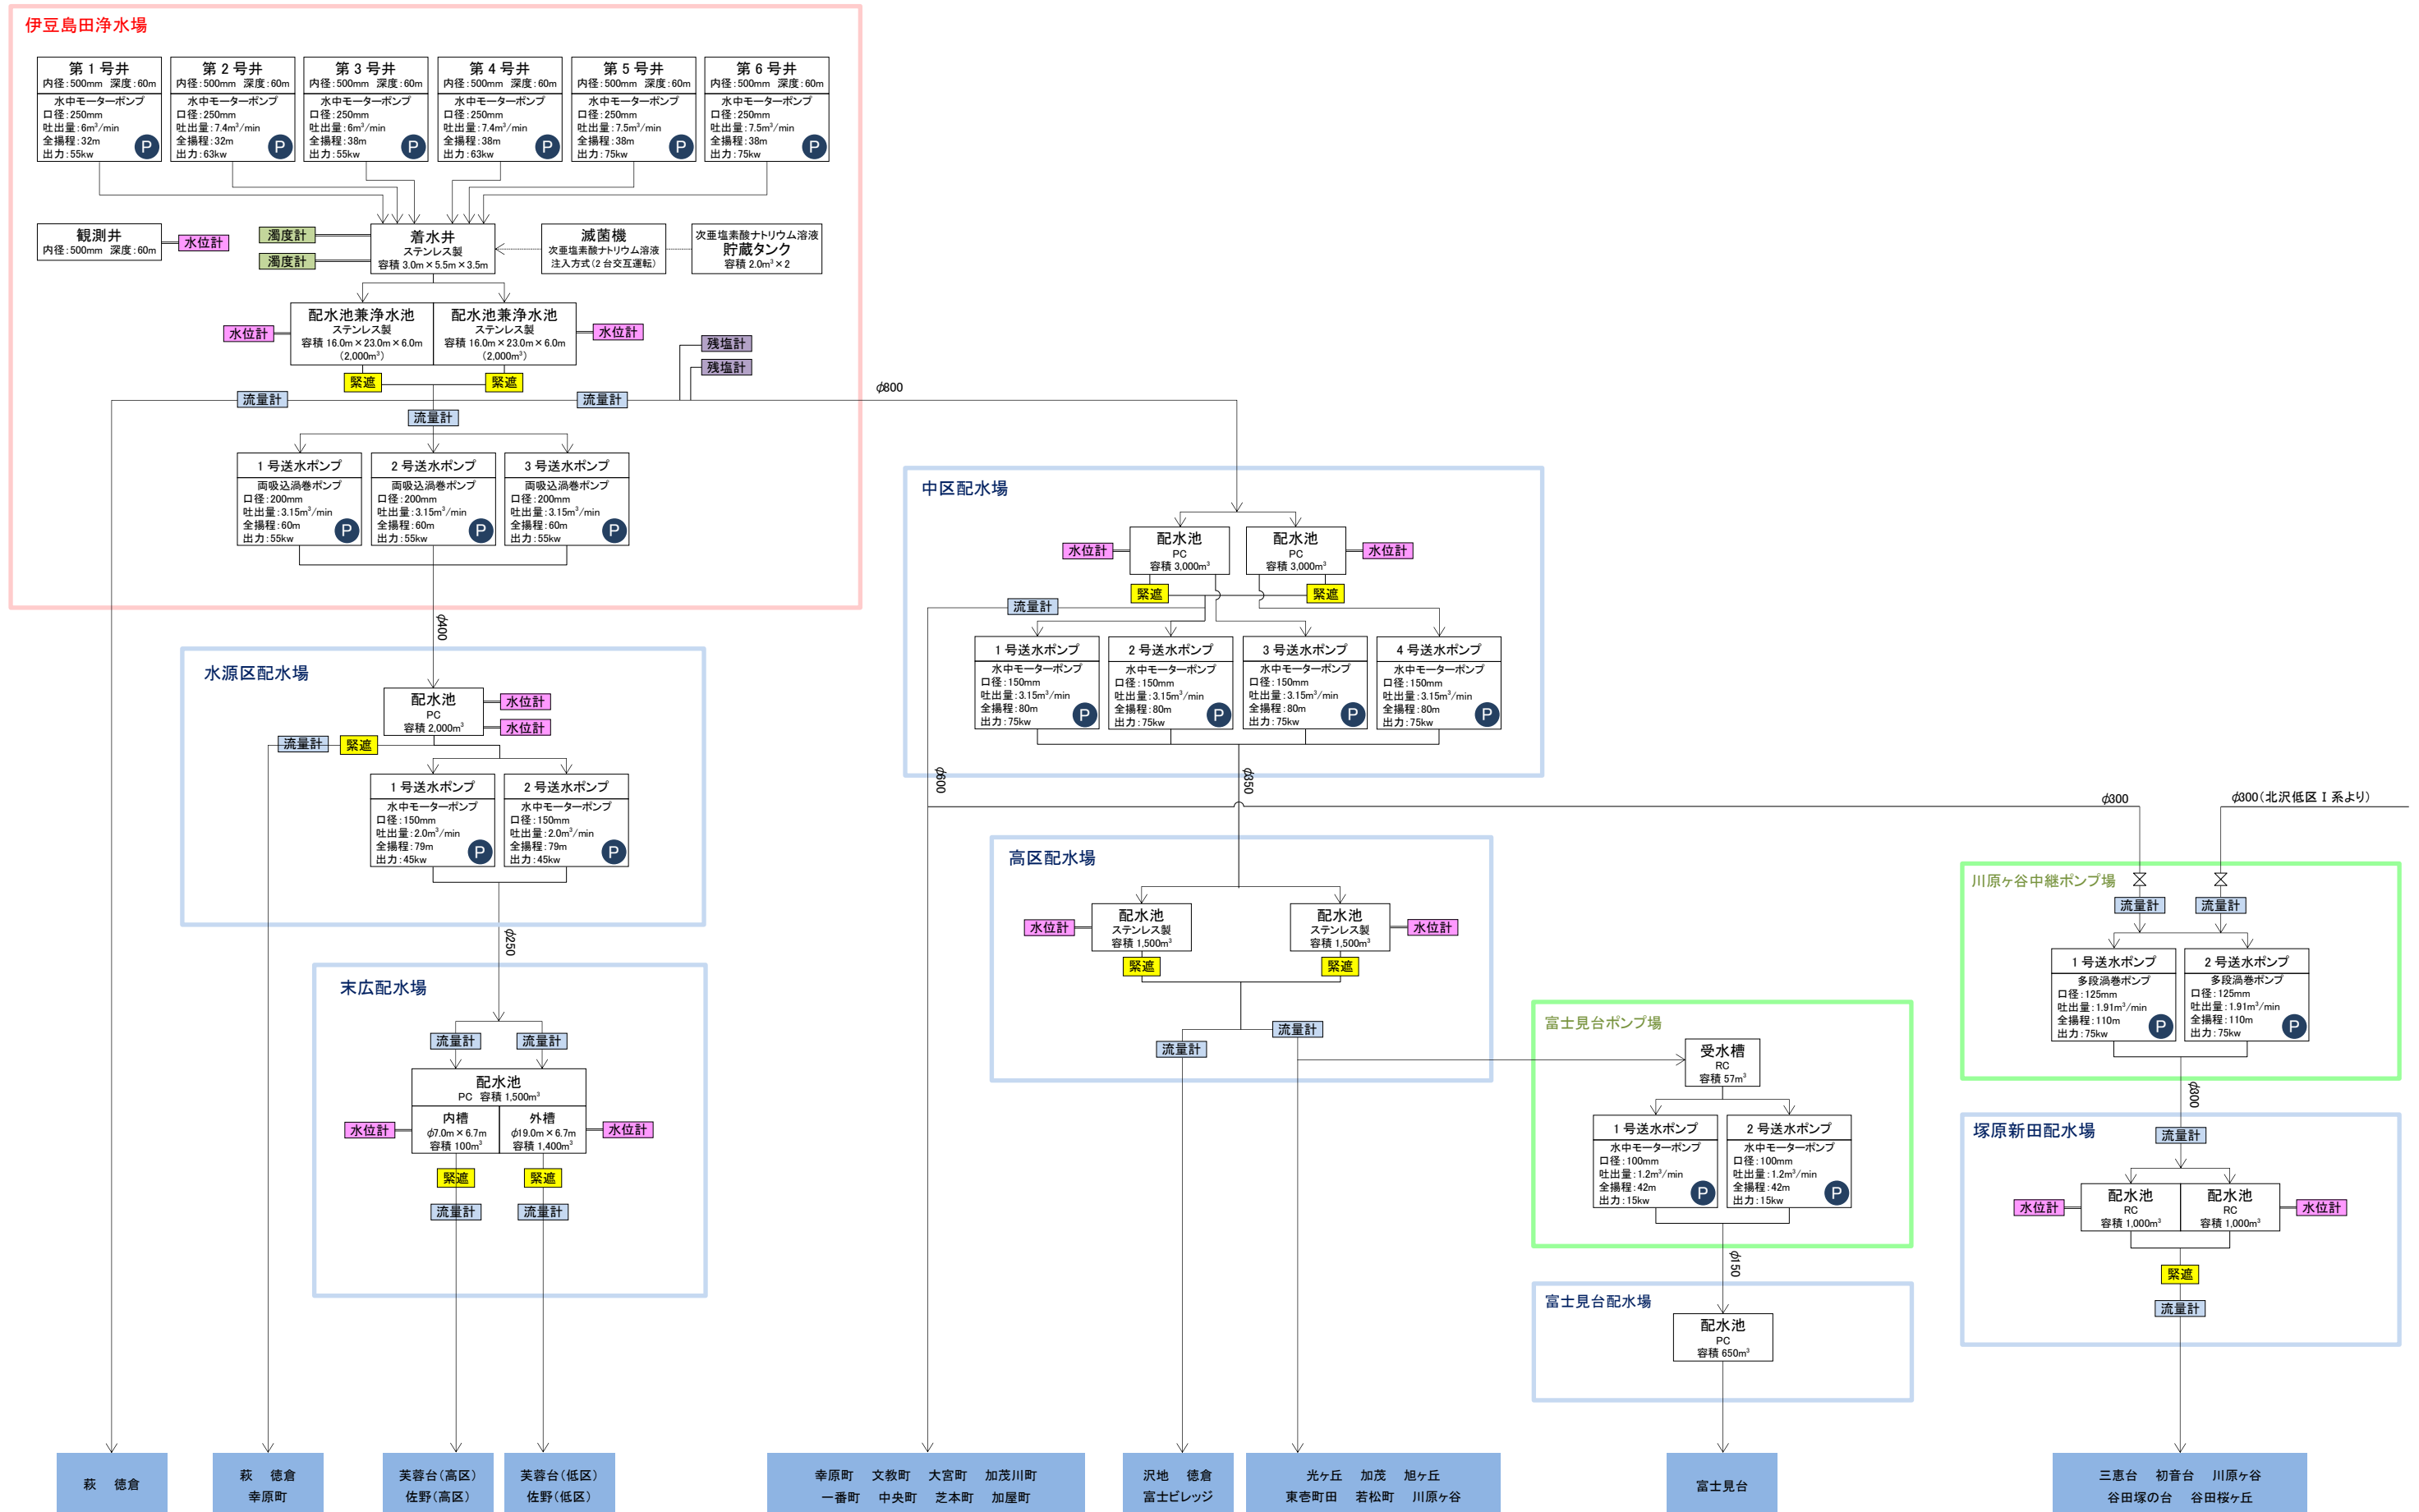 伊豆島田浄水場
第1号井
内径:500mm 深度:60m
水中モーターポンプ
口径:250mm
吐出量:6m³/min
全揚程:32m
出力:55kw
P
第2号井
内径:500mm 深度:60m
水中モーターポンプ
口径:250mm
吐出量:7.4m³/min
全揚程:32m
出力:63kw
P
第3号井
内径:500mm 深度:60m
水中モーターポンプ
口径:250mm
吐出量:6m³/min
全揚程:38m
出力:55kw
P
第4号井
内径:500mm 深度:60m
水中モーターポンプ
口径:250mm
吐出量:7.4m³/min
全揚程:38m
出力:63kw
P
第5号井
内径:500mm 深度:60m
水中モーターポンプ
口径:250mm
吐出量:7.5m³/min
全揚程:38m
出力:75kw
P
第6号井
内径:500mm 深度:60m
水中モーターポンプ
口径:250mm
吐出量:7.5m³/min
全揚程:38m
出力:75kw
P
観測井
内径:500mm 深度:60m
水位計
濁度計
濁度計
着水井
ステンレス製
容積 3.0m×5.5m×3.5m
滅菌機
次亜塩素酸ナトリウム溶液
注入方式(2台交互運転)
次亜塩素酸ナトリウム溶液
貯蔵タンク
容積 2.0m³×2
水位計
配水池兼浄水池
ステンレス製
容積 16.0m×23.0m×6.0m
(2,000m³)
配水池兼浄水池
ステンレス製
容積 16.0m×23.0m×6.0m
(2,000m³)
水位計
残塩計
残塩計
緊遮
緊遮
流量計
流量計
流量計
φ800
1号送水ポンプ
両吸込渦巻ポンプ
口径:200mm
吐出量:3.15m³/min
全揚程:60m
出力:55kw
P
2号送水ポンプ
両吸込渦巻ポンプ
口径:200mm
吐出量:3.15m³/min
全揚程:60m
出力:55kw
P
3号送水ポンプ
両吸込渦巻ポンプ
口径:200mm
吐出量:3.15m³/min
全揚程:60m
出力:55kw
P
φ400
水源区配水場
配水池
PC
容積 2,000m³
水位計
水位計
流量計
緊遮
1号送水ポンプ
水中モーターポンプ
口径:150mm
吐出量:2.0m³/min
全揚程:79m
出力:45kw
P
2号送水ポンプ
水中モーターポンプ
口径:150mm
吐出量:2.0m³/min
全揚程:79m
出力:45kw
P
φ250
末広配水場
流量計
流量計
配水池
PC 容積 1,500m³
内槽
φ7.0m×6.7m
容積 100m³
外槽
φ19.0m×6.7m
容積 1,400m³
水位計
水位計
緊遮
緊遮
流量計
流量計
中区配水場
配水池
PC
容積 3,000m³
配水池
PC
容積 3,000m³
水位計
水位計
緊遮
緊遮
流量計
1号送水ポンプ
水中モーターポンプ
口径:150mm
吐出量:3.15m³/min
全揚程:80m
出力:75kw
P
2号送水ポンプ
水中モーターポンプ
口径:150mm
吐出量:3.15m³/min
全揚程:80m
出力:75kw
P
3号送水ポンプ
水中モーターポンプ
口径:150mm
吐出量:3.15m³/min
全揚程:80m
出力:75kw
P
4号送水ポンプ
水中モーターポンプ
口径:150mm
吐出量:3.15m³/min
全揚程:80m
出力:75kw
P
φ600
φ350
φ300
φ300(北沢低区Ⅰ系より)
高区配水場
配水池
ステンレス製
容積 1,500m³
配水池
ステンレス製
容積 1,500m³
水位計
水位計
緊遮
緊遮
流量計
流量計
富士見台ポンプ場
受水槽
RC
容積 57m³
1号送水ポンプ
水中モーターポンプ
口径:100mm
吐出量:1.2m³/min
全揚程:42m
出力:15kw
P
2号送水ポンプ
水中モーターポンプ
口径:100mm
吐出量:1.2m³/min
全揚程:42m
出力:15kw
P
φ150
富士見台配水場
配水池
PC
容積 650m³
川原ヶ谷中継ポンプ場
流量計
流量計
1号送水ポンプ
多段渦巻ポンプ
口径:125mm
吐出量:1.91m³/min
全揚程:110m
出力:75kw
P
2号送水ポンプ
多段渦巻ポンプ
口径:125mm
吐出量:1.91m³/min
全揚程:110m
出力:75kw
P
φ300
塚原新田配水場
流量計
配水池
RC
容積 1,000m³
配水池
RC
容積 1,000m³
水位計
水位計
緊遮
流量計
萩 徳倉
萩 徳倉
幸原町
芙蓉台(高区)
佐野(高区)
芙蓉台(低区)
佐野(低区)
幸原町 文教町 大宮町 加茂川町
一番町 中央町 芝本町 加屋町
沢地 徳倉
富士ビレッジ
光ヶ丘 加茂 旭ヶ丘
東壱町田 若松町 川原ヶ谷
富士見台
三恵台 初音台 川原ヶ谷
谷田塚の台 谷田桜ヶ丘